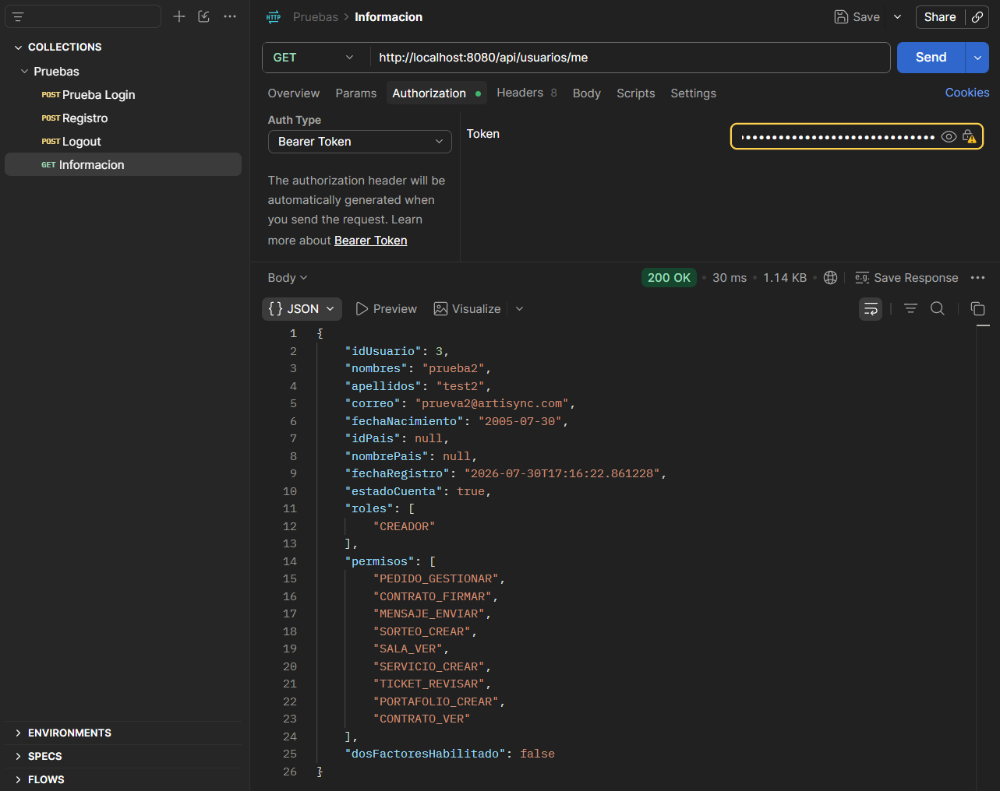 HTTP Pruebas > Informacion
Save
Share
COLLECTIONS
Pruebas
POST Prueba Login
POST Registro
POST Logout
GET Informacion
ENVIRONMENTS
SPECS
FLOWS
GET http://localhost:8080/api/usuarios/me
Send
Overview Params Authorization Headers 8 Body Scripts Settings Cookies
Auth Type
Bearer Token
The authorization header will be
automatically generated when
you send the request. Learn
more about Bearer Token
Token
Body 200 OK 30 ms 1.14 KB e.g. Save Response
{} JSON Preview Visualize
1 {
2 "idUsuario": 3,
3 "nombres": "prueba2",
4 "apellidos": "test2",
5 "correo": "prueva2@artisync.com",
6 "fechaNacimiento": "2005-07-30",
7 "idPais": null,
8 "nombrePais": null,
9 "fechaRegistro": "2026-07-30T17:16:22.861228",
10 "estadoCuenta": true,
11 "roles": [
12 "CREADOR"
13 ],
14 "permisos": [
15 "PEDIDO_GESTIONAR",
16 "CONTRATO_FIRMAR",
17 "MENSAJE_ENVIAR",
18 "SORTEO_CREAR",
19 "SALA_VER",
20 "SERVICIO_CREAR",
21 "TICKET_REVISAR",
22 "PORTAFOLIO_CREAR",
23 "CONTRATO_VER"
24 ],
25 "dosFactoresHabilitado": false
26 }